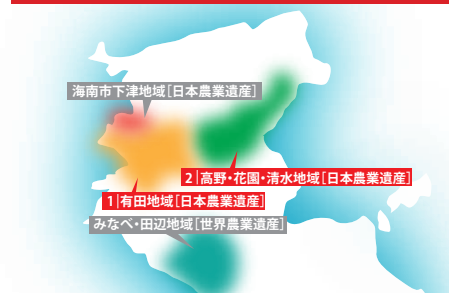 海南市下津地域［日本農業遺産］
2｜高野・花園・清水地域［日本農業遺産］
1｜有田地域［日本農業遺産］
みなべ・田辺地域［世界農業遺産］